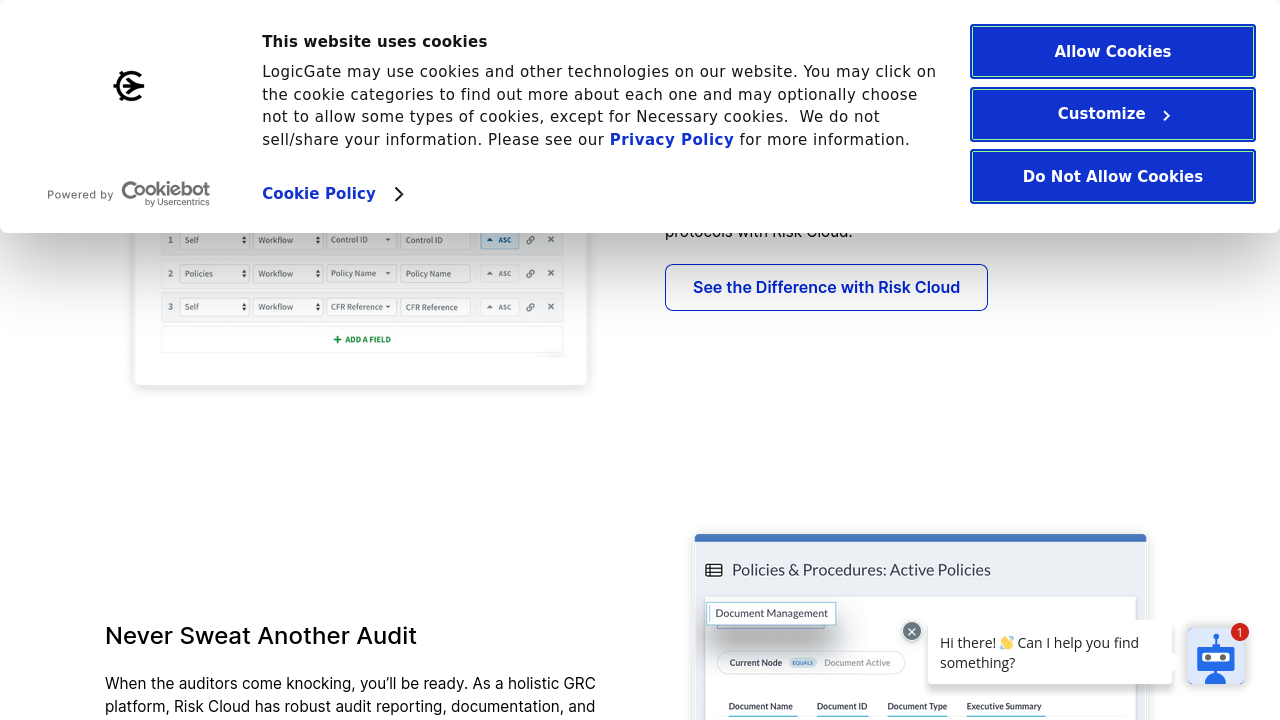 This website uses cookies
LogicGate may use cookies and other technologies on our website. You may click on
the cookie categories to find out more about each one and may optionally choose
not to allow some types of cookies, except for Necessary cookies.  We do not
sell/share your information. Please see our Privacy Policy for more information.
Powered by Cookiebot
by Usercentrics
Cookie Policy
Allow Cookies
Customize
Do Not Allow Cookies
1 Self Workflow Control ID Control ID ASC
2 Policies Workflow Policy Name Policy Name ASC
3 Self Workflow CFR Reference CFR Reference ASC
ADD A FIELD
protocols with Risk Cloud.
See the Difference with Risk Cloud
Never Sweat Another Audit
When the auditors come knocking, you’ll be ready. As a holistic GRC
platform, Risk Cloud has robust audit reporting, documentation, and
Policies & Procedures: Active Policies
Document Management
Current Node EQUALS Document Active
Document Name Document ID Document Type Executive Summary
Hi there! 👋 Can I help you find
something?
1